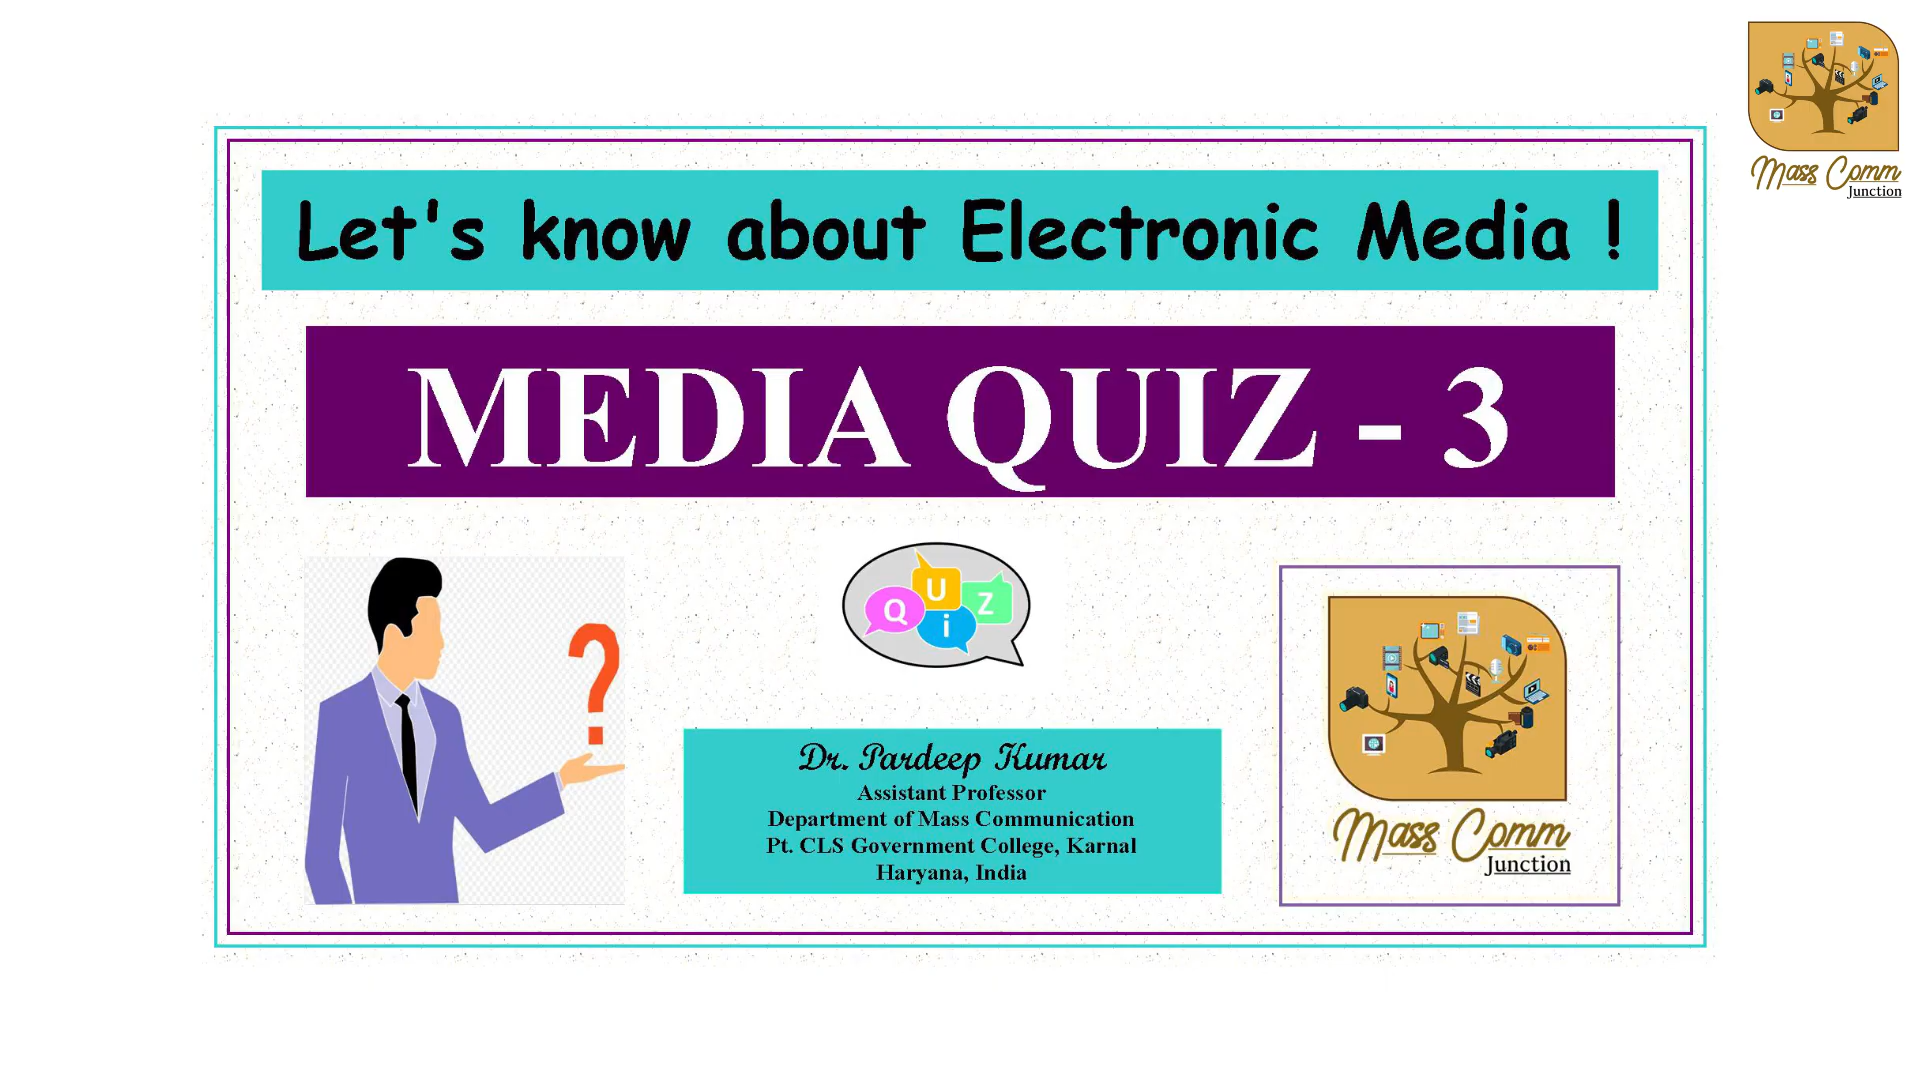 Mass Comm
Junction
Let's know about Electronic Media !
MEDIA QUIZ - 3
Q U i Z
?
Dr. Pardeep Kumar
Assistant Professor
Department of Mass Communication
Pt. CLS Government College, Karnal
Haryana, India
Mass Comm
Junction